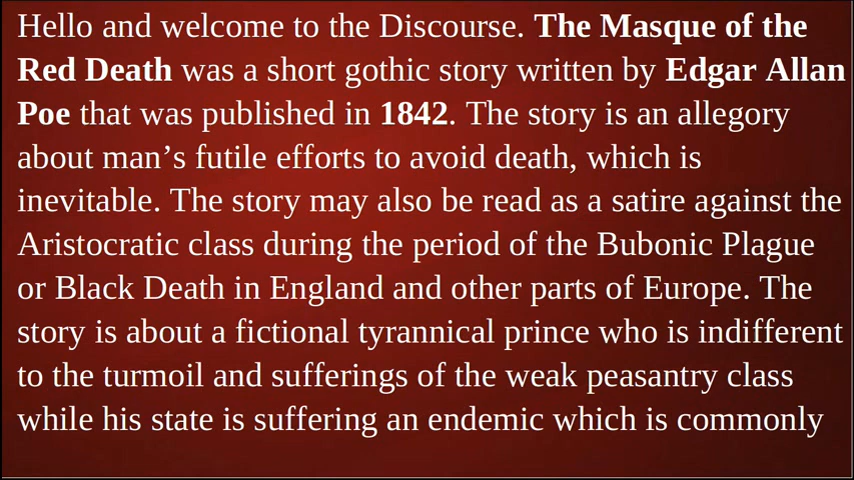 Hello and welcome to the Discourse. The Masque of the
Red Death was a short gothic story written by Edgar Allan
Poe that was published in 1842. The story is an allegory
about man’s futile efforts to avoid death, which is
inevitable. The story may also be read as a satire against the
Aristocratic class during the period of the Bubonic Plague
or Black Death in England and other parts of Europe. The
story is about a fictional tyrannical prince who is indifferent
to the turmoil and sufferings of the weak peasantry class
while his state is suffering an endemic which is commonly